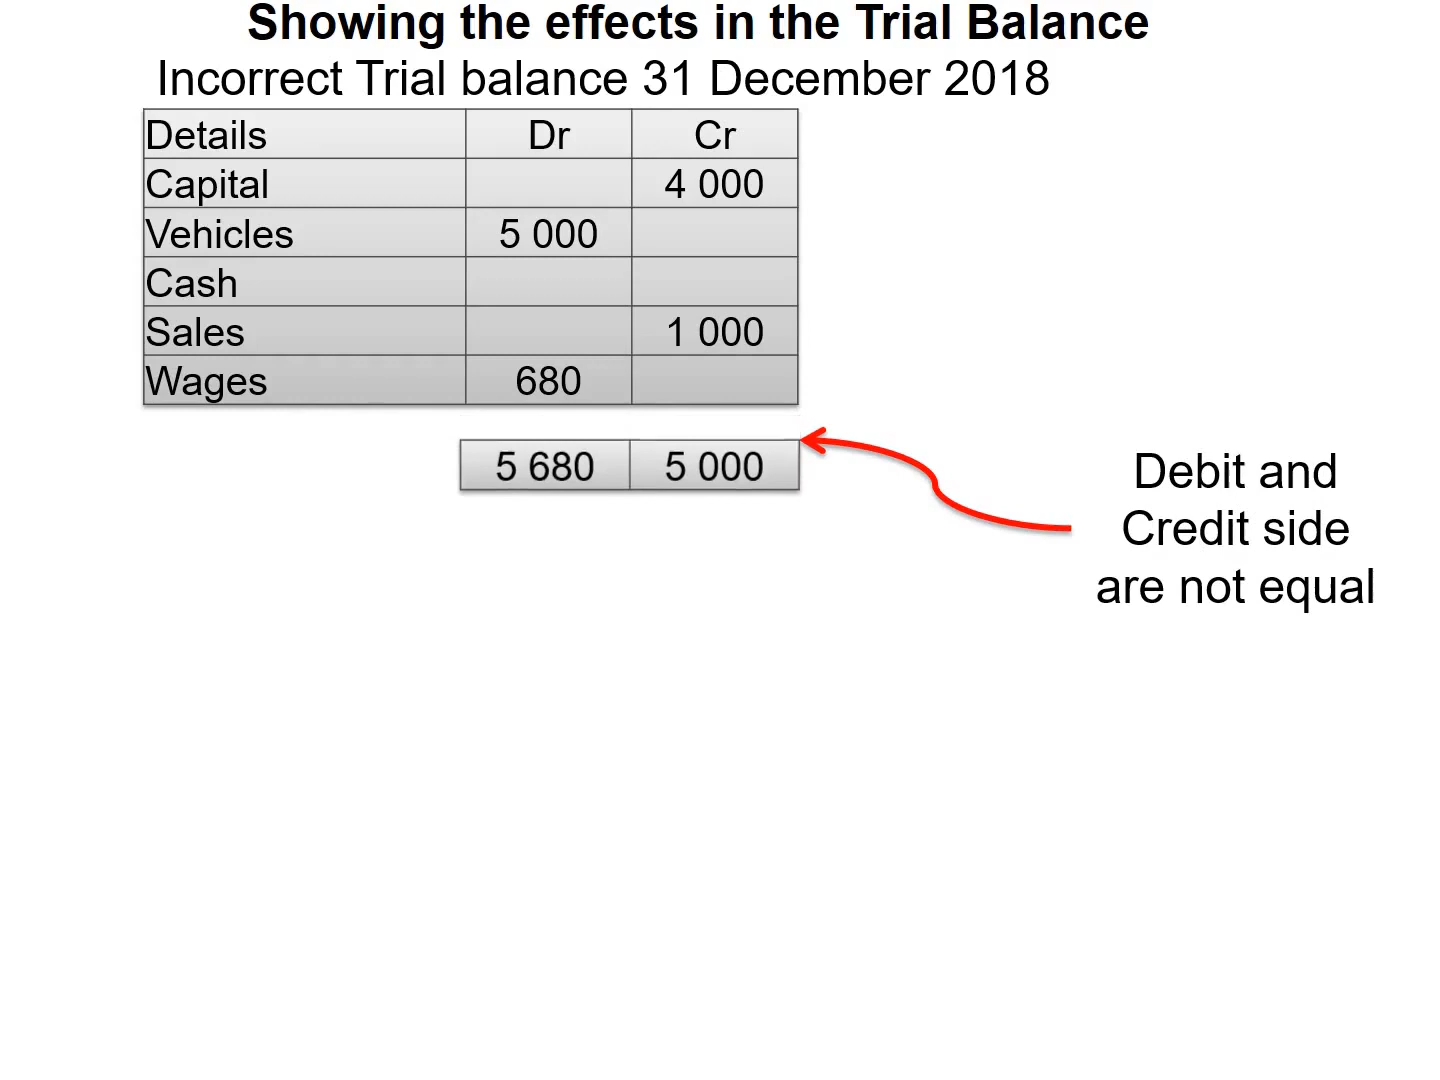 Showing the effects in the Trial Balance
Incorrect Trial balance 31 December 2018
Details Dr Cr
Capital 4 000
Vehicles 5 000
Cash
Sales 1 000
Wages 680
5 680 5 000
Debit and
Credit side
are not equal